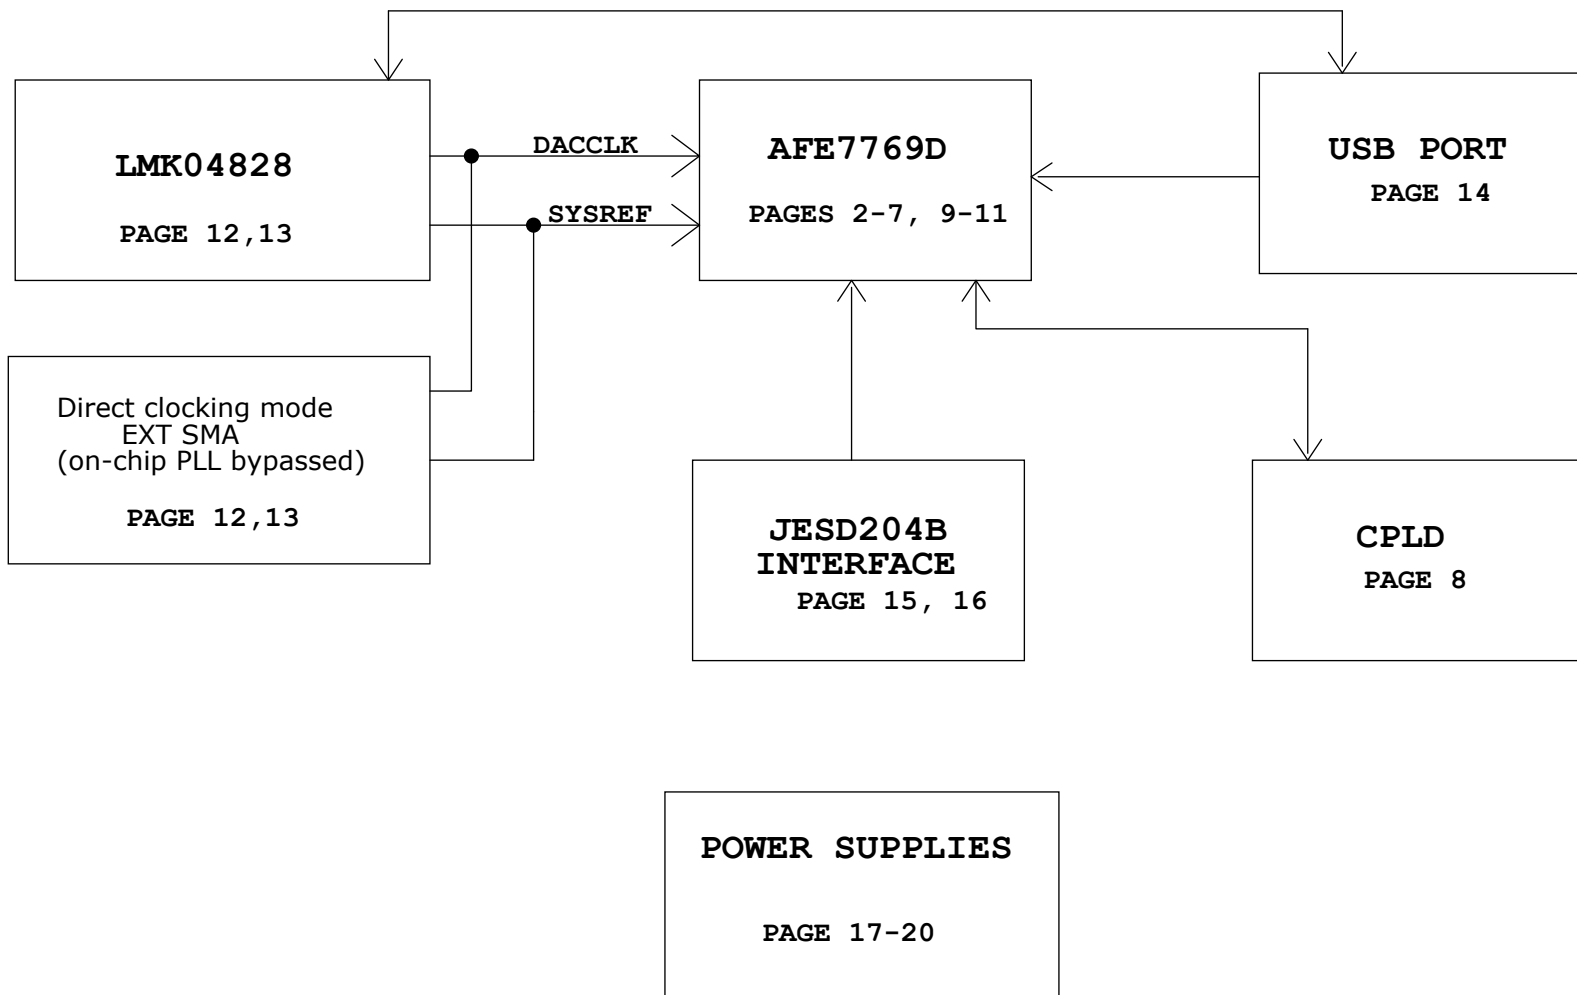 LMK04828
PAGE 12,13
DACCLK
SYSREF
AFE7769D
PAGES 2-7, 9-11
USB PORT
PAGE 14
Direct clocking mode
EXT SMA
(on-chip PLL bypassed)
PAGE 12,13
JESD204B
INTERFACE
PAGE 15, 16
CPLD
PAGE 8
POWER SUPPLIES
PAGE 17-20